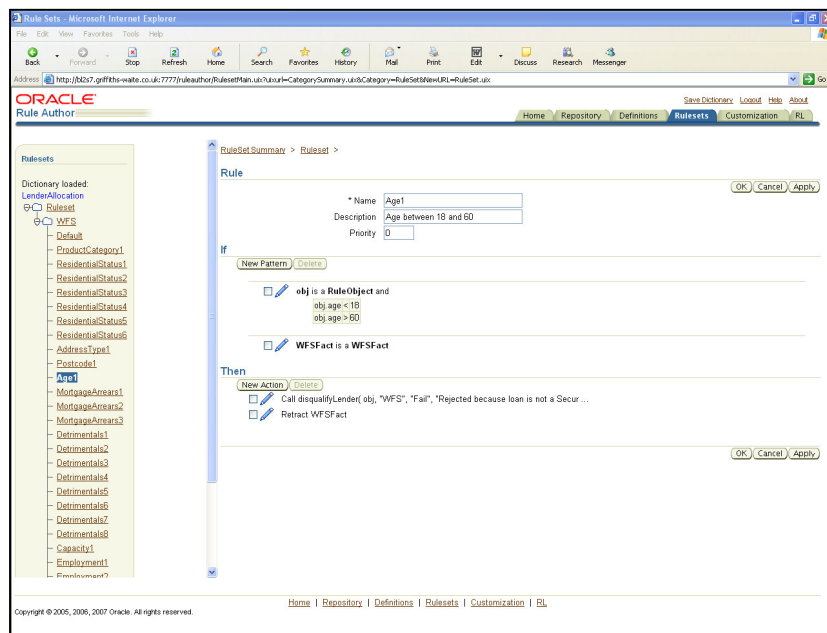 Rule Sets - Microsoft Internet Explorer
File Edit View Favorites Tools Help
Back Forward Stop Refresh Home Search Favorites History Mail Print Edit Discuss Research Messenger
Address http://bl2s7.griffiths-waite.co.uk:7777/ruleauthor/RulesetMain.uix?uixurl=CategorySummary.uix&Category=RuleSet&NewURL=RuleSet.uix Go
ORACLE
Rule Author
Save Dictionary Logout Help About
Home Repository Definitions Rulesets Customization RL
Rulesets
Dictionary loaded:
LenderAllocation
Ruleset
WFS
Default
ProductCategory1
ResidentialStatus1
ResidentialStatus2
ResidentialStatus3
ResidentialStatus4
ResidentialStatus5
ResidentialStatus6
AddressType1
Postcode1
Age1
MortgageArrears1
MortgageArrears2
MortgageArrears3
Detrimentals1
Detrimentals2
Detrimentals3
Detrimentals4
Detrimentals5
Detrimentals6
Detrimentals7
Detrimentals8
Capacity1
Employment1
Employment2
RuleSet Summary > Ruleset >
Rule
OK Cancel Apply
* Name Age1
Description Age between 18 and 60
Priority 0
If
New Pattern Delete
obj is a RuleObject and
obj.age < 18
obj.age > 60
WFSFact is a WFSFact
Then
New Action Delete
Call disqualifyLender( obj, "WFS", "Fail", "Rejected because loan is not a Secur ...
Retract WFSFact
OK Cancel Apply
Home | Repository | Definitions | Rulesets | Customization | RL
Copyright © 2005, 2006, 2007 Oracle. All rights reserved.